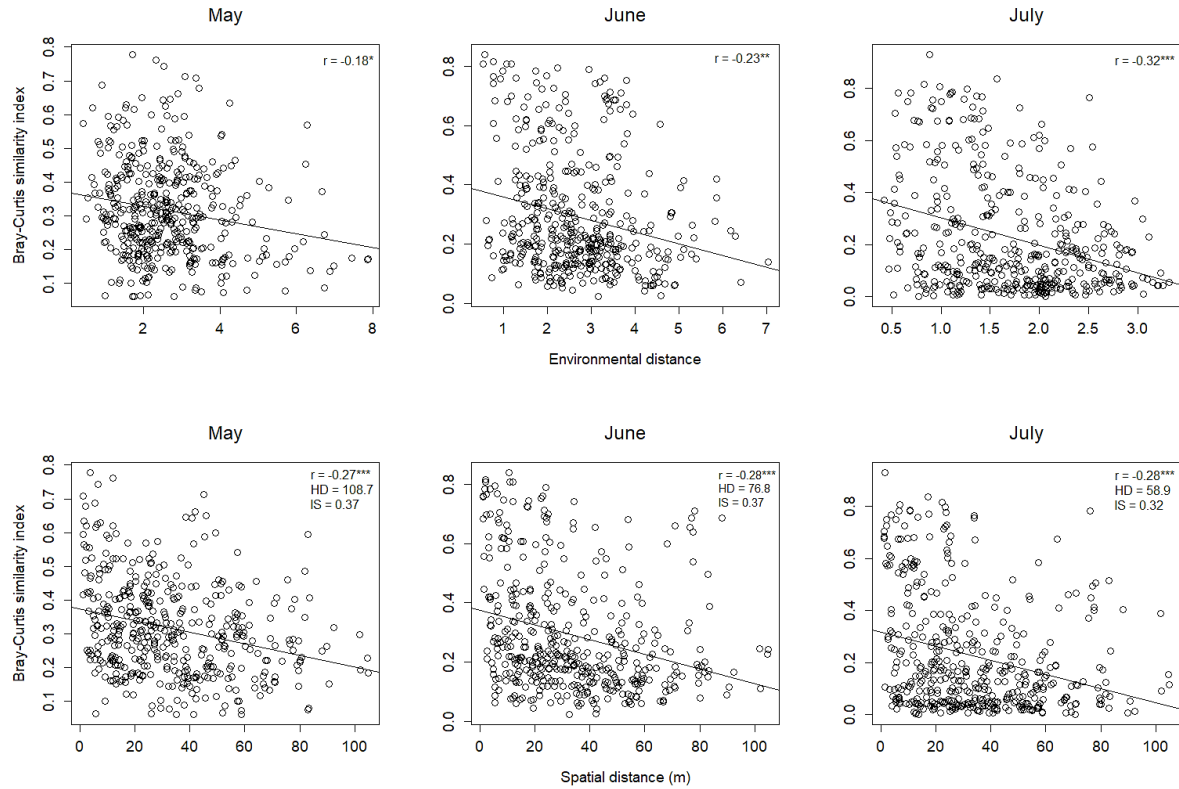 May
June
July
r = -0.18*
r = -0.23**
r = -0.32***
Bray-Curtis similarity index
0.1 0.2 0.3 0.4 0.5 0.6 0.7 0.8
0.0 0.2 0.4 0.6 0.8
0.0 0.2 0.4 0.6 0.8
2 4 6 8
1 2 3 4 5 6 7
0.5 1.0 1.5 2.0 2.5 3.0
Environmental distance
May
June
July
r = -0.27***
HD = 108.7
IS = 0.37
r = -0.28***
HD = 76.8
IS = 0.37
r = -0.28***
HD = 58.9
IS = 0.32
Bray-Curtis similarity index
0.1 0.2 0.3 0.4 0.5 0.6 0.7 0.8
0.0 0.2 0.4 0.6 0.8
0.0 0.2 0.4 0.6 0.8
0 20 40 60 80 100
0 20 40 60 80 100
0 20 40 60 80 100
Spatial distance (m)